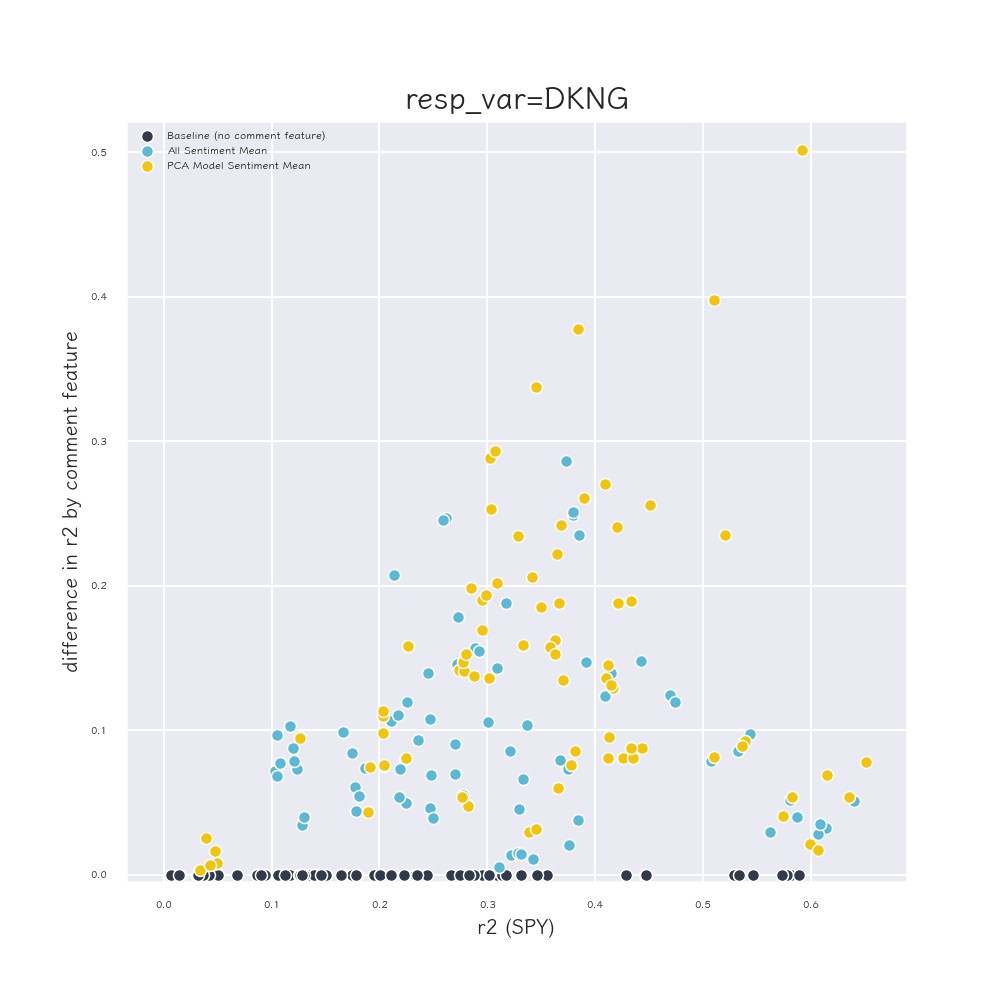 resp_var=DKNG
Baseline (no comment feature)
All Sentiment Mean
PCA Model Sentiment Mean
difference in r2 by comment feature
0.5
0.4
0.3
0.2
0.1
0.0
0.0 0.1 0.2 0.3 0.4 0.5 0.6
r2 (SPY)